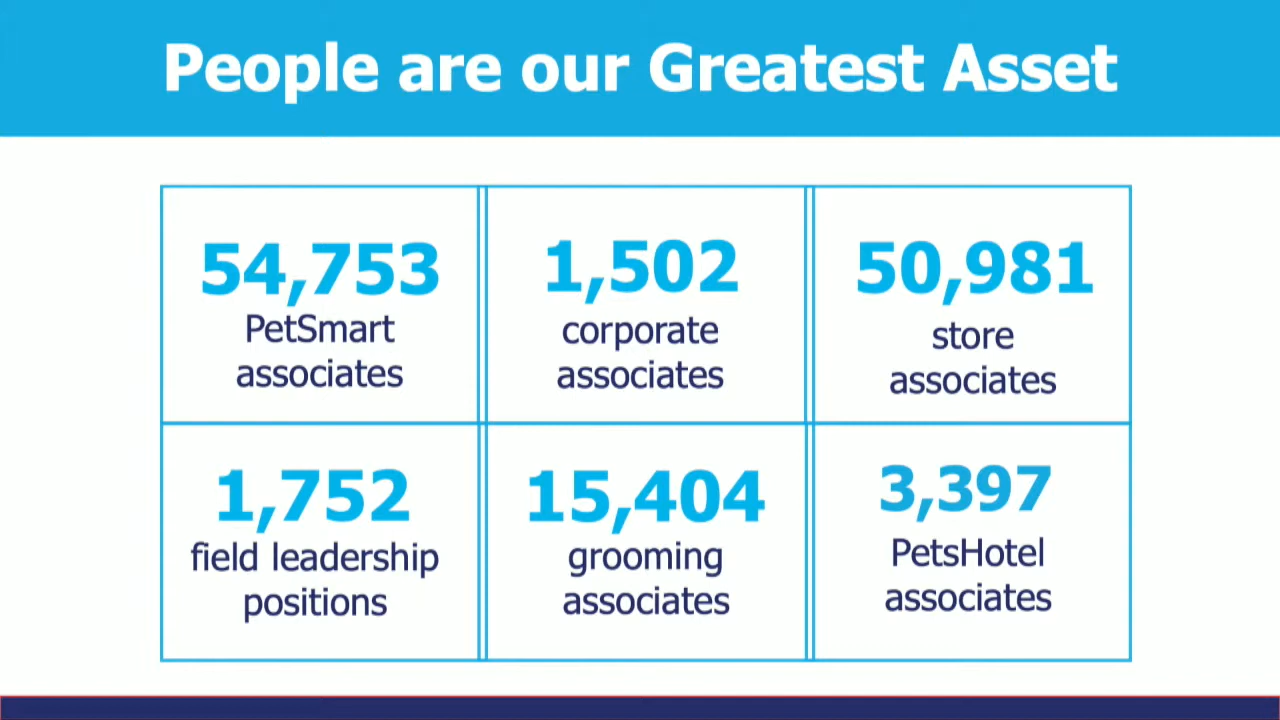 People are our Greatest Asset
54,753
PetSmart
associates
1,502
corporate
associates
50,981
store
associates
1,752
field leadership
positions
15,404
grooming
associates
3,397
PetsHotel
associates